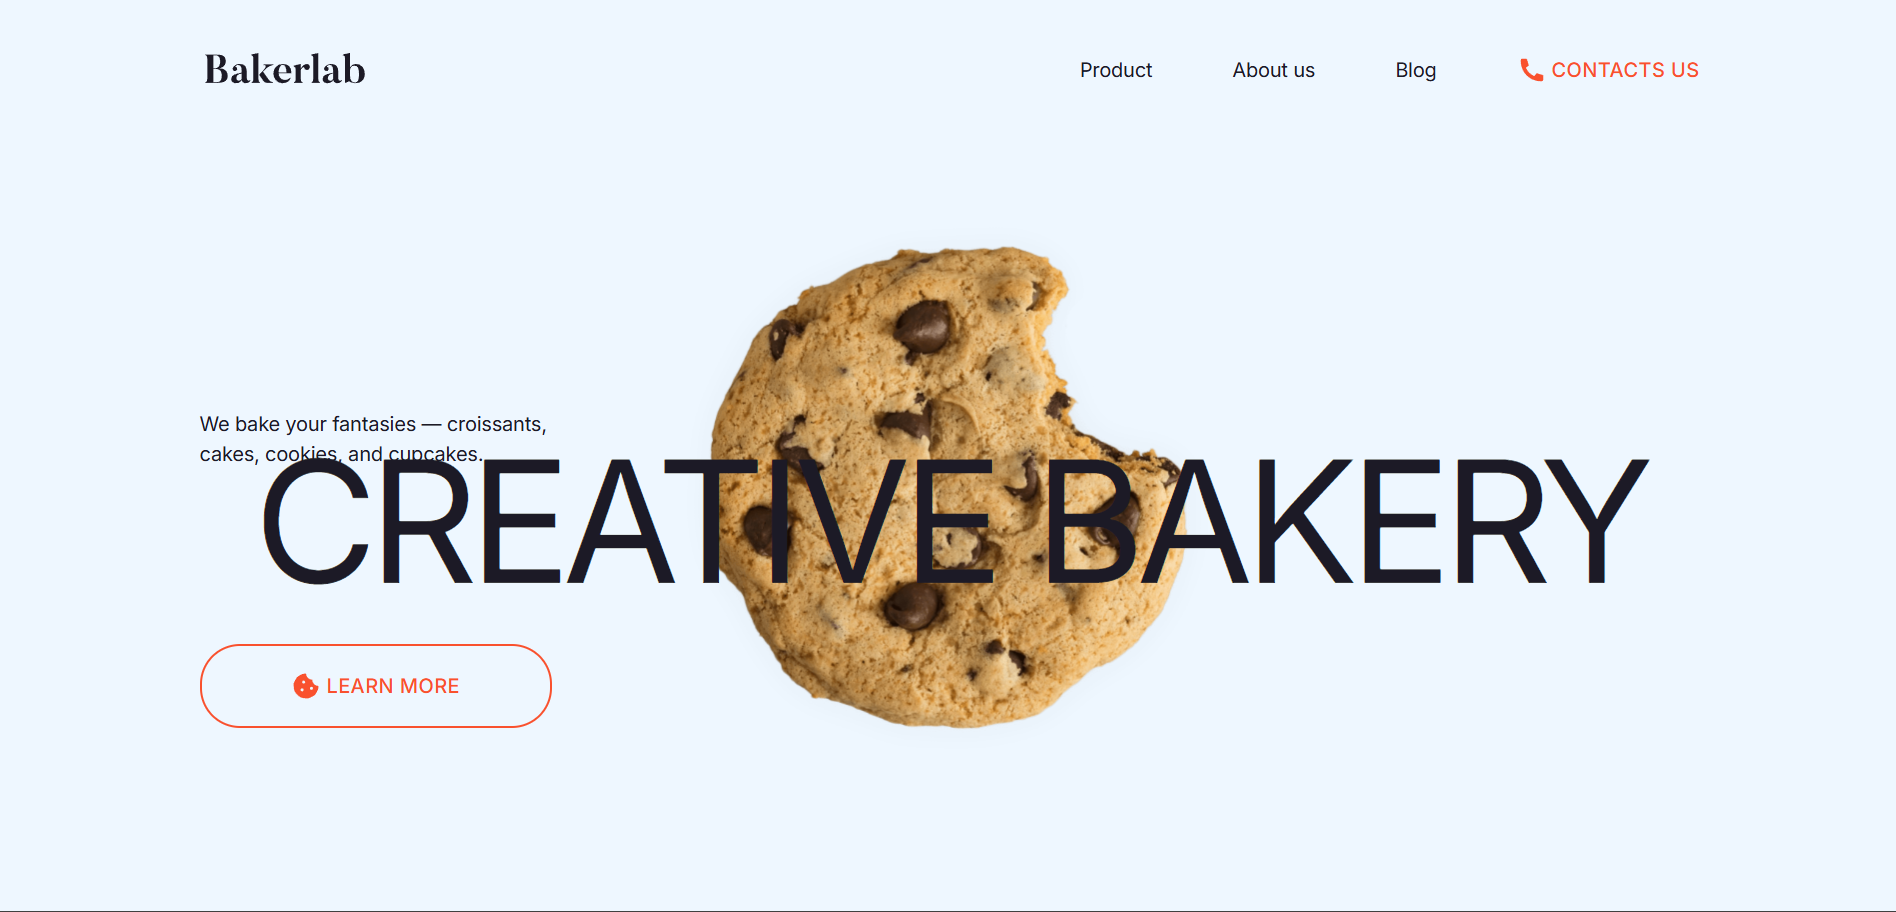 Bakerlab
Product
About us
Blog
CONTACTS US
We bake your fantasies — croissants,
cakes, cookies, and cupcakes.
CREATIVE BAKERY
LEARN MORE